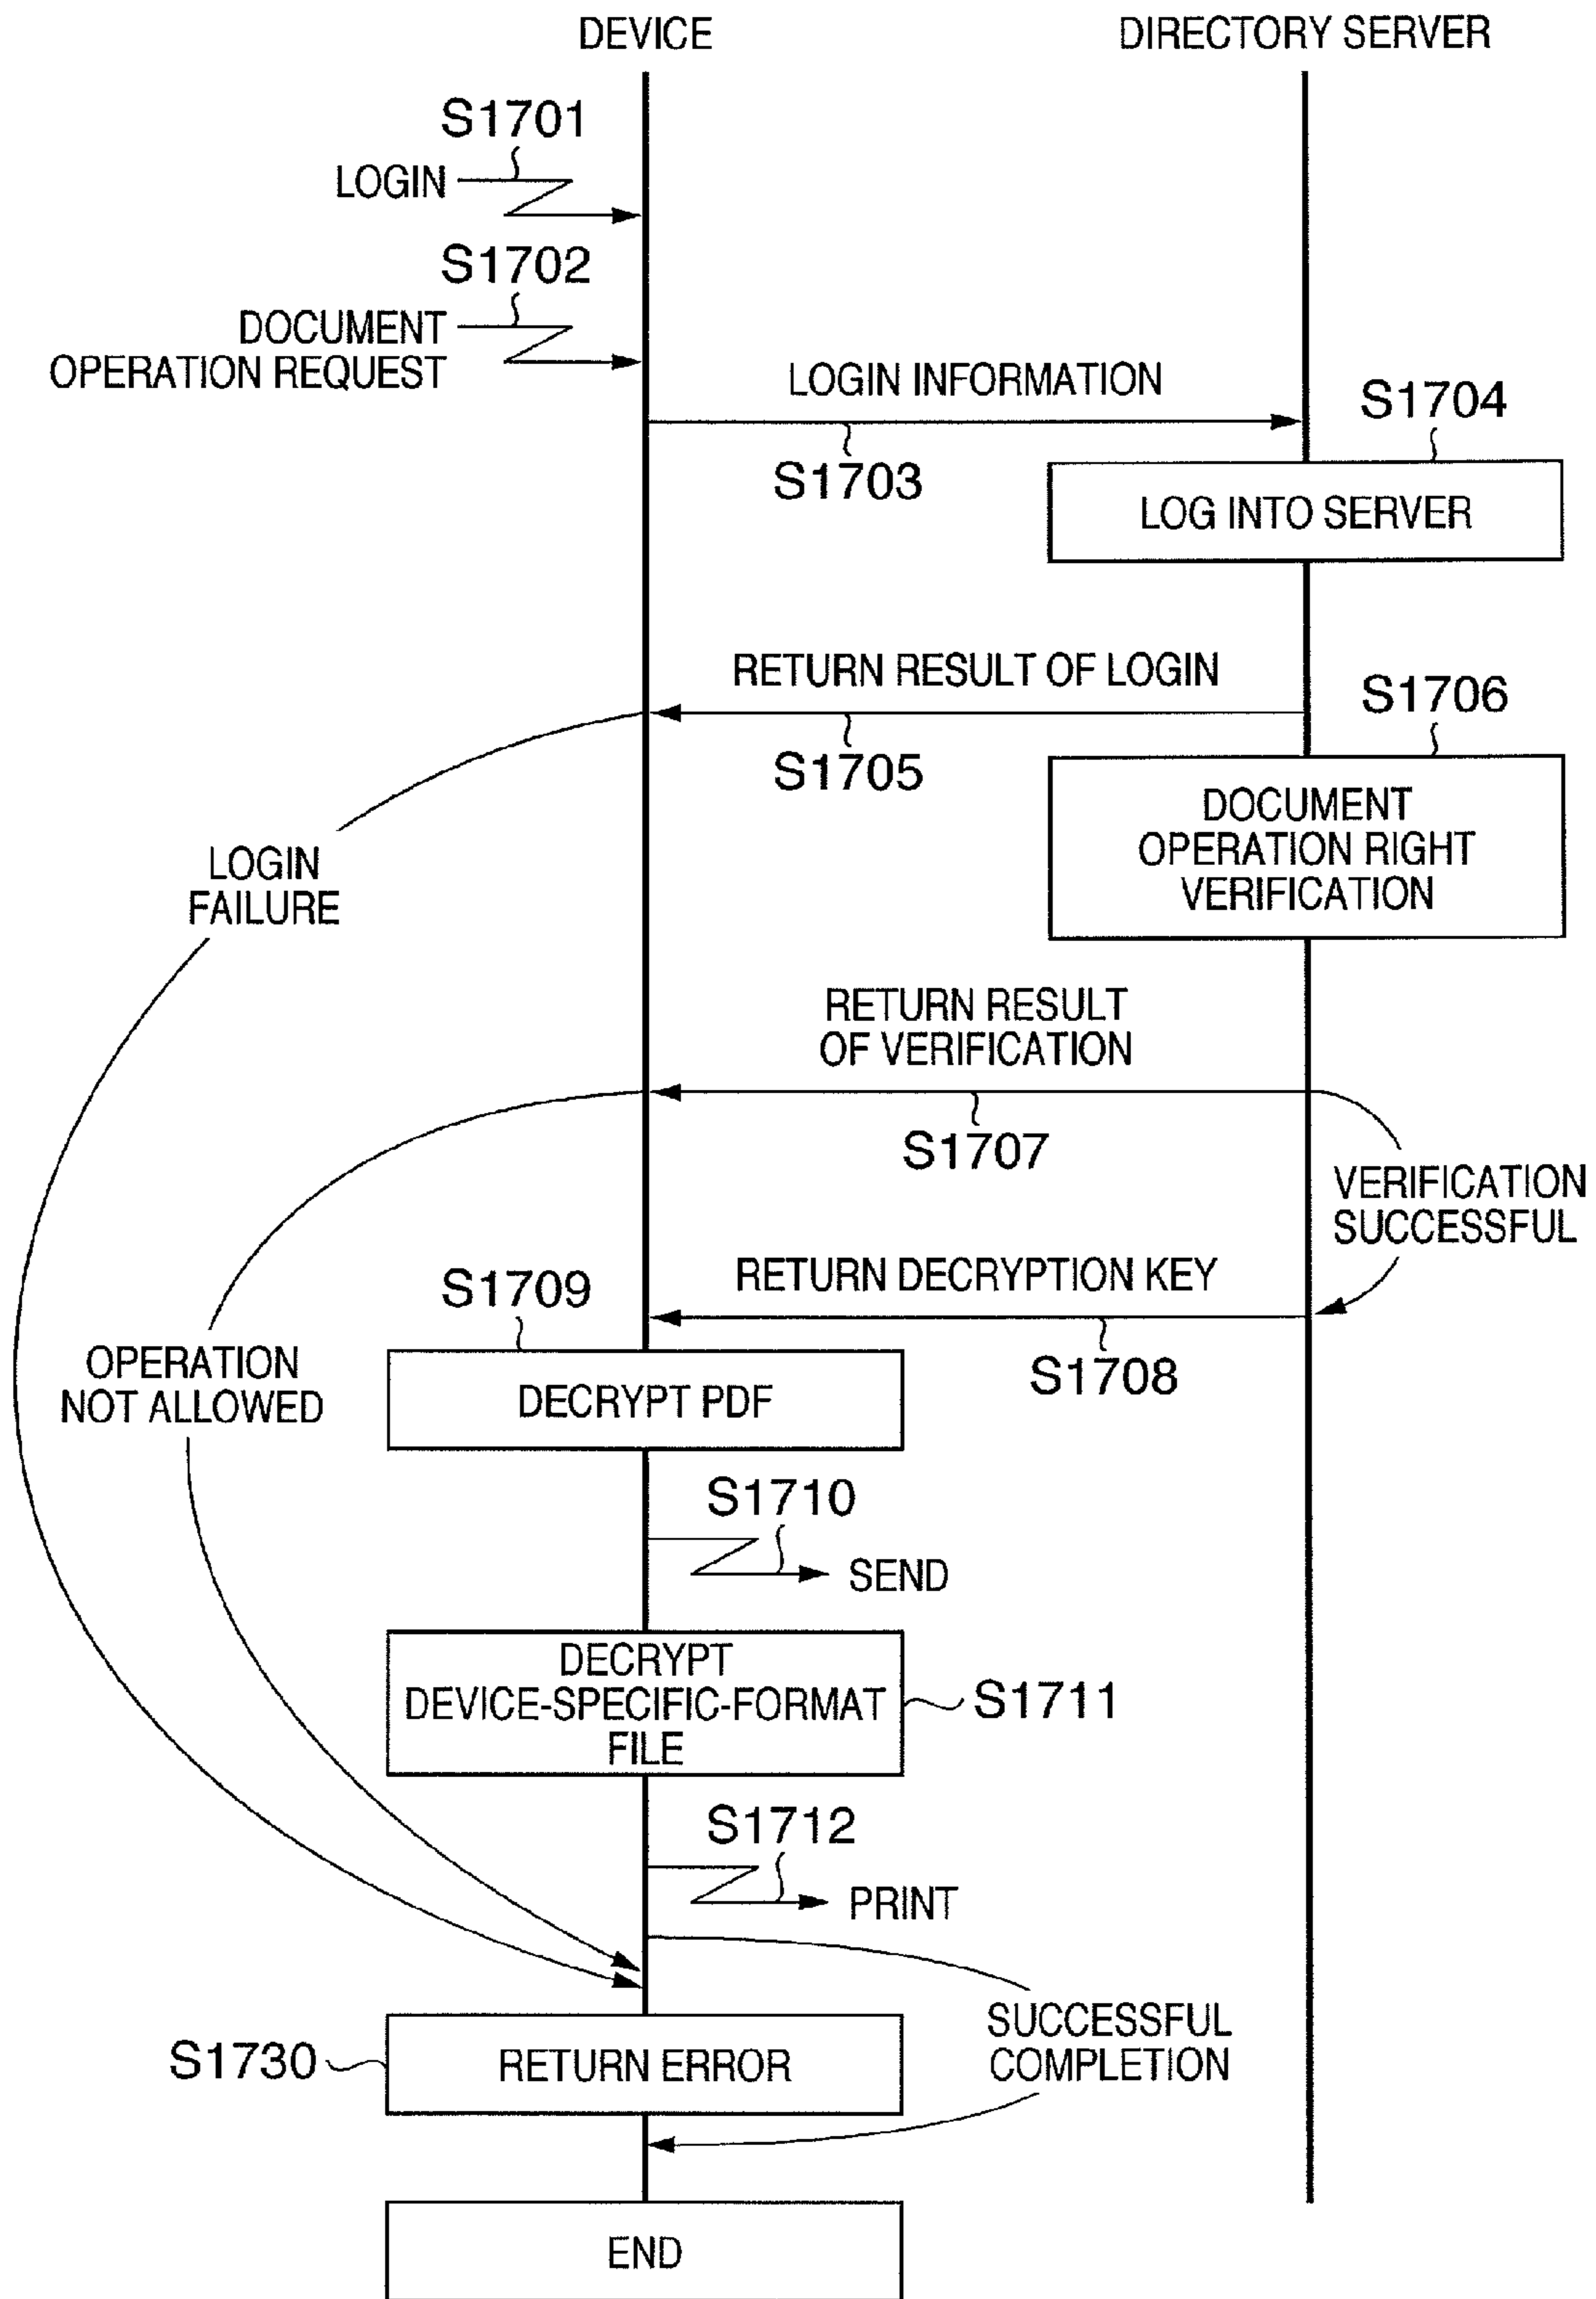 DEVICE
DIRECTORY SERVER
S1701
LOGIN
S1702
DOCUMENT
OPERATION REQUEST
LOGIN INFORMATION
S1703
S1704
LOG INTO SERVER
RETURN RESULT OF LOGIN
S1705
S1706
DOCUMENT
OPERATION RIGHT
VERIFICATION
LOGIN
FAILURE
RETURN RESULT
OF VERIFICATION
S1707
VERIFICATION
SUCCESSFUL
RETURN DECRYPTION KEY
S1708
S1709
DECRYPT PDF
OPERATION
NOT ALLOWED
S1710
SEND
DECRYPT
DEVICE-SPECIFIC-FORMAT
FILE
S1711
S1712
PRINT
SUCCESSFUL
COMPLETION
S1730
RETURN ERROR
END